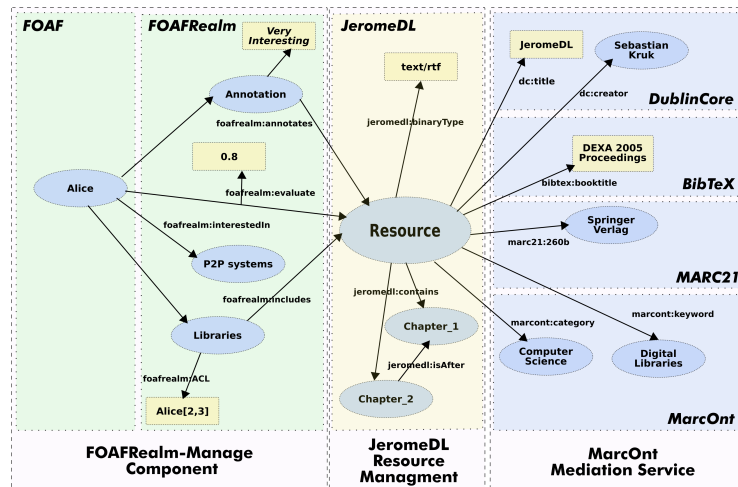 FOAF
FOAFRealm
JeromeDL
Very
Interesting
text/rtf
JeromeDL
Sebastian
Kruk
dc:title
dc:creator
DublinCore
Annotation
foafrealm:annotates
jeromedl:binaryType
0.8
DEXA 2005
Proceedings
bibtex:booktitle
BibTeX
Alice
foafrealm:evaluate
foafrealm:interestedIn
Resource
Springer
Verlag
marc21:260b
MARC21
P2P systems
foafrealm:includes
jeromedl:contains
Libraries
Chapter_1
marcont:category
marcont:keyword
Computer
Science
Digital
Libraries
foafrealm:ACL
jeromedl:isAfter
Alice[2,3]
Chapter_2
MarcOnt
FOAFRealm-Manage
Component
JeromeDL
Resource
Managment
MarcOnt
Mediation Service